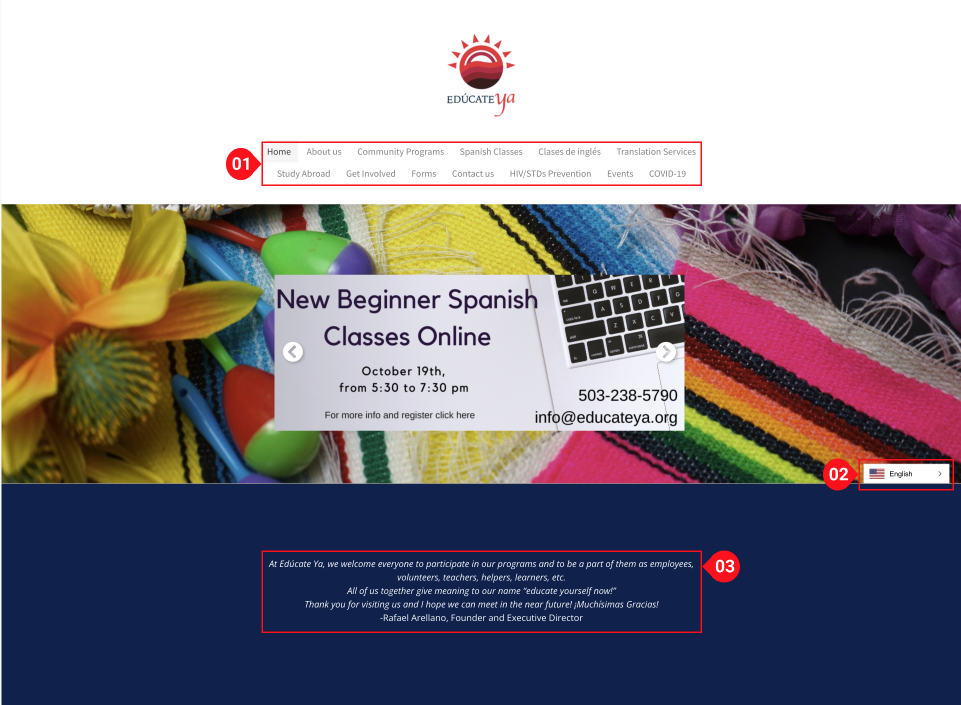 EDÚCATE ya
01
Home About us Community Programs Spanish Classes Clases de inglés Translation Services
Study Abroad Get Involved Forms Contact us HIV/STDs Prevention Events COVID-19
New Beginner Spanish
Classes Online
October 19th,
from 5:30 to 7:30 pm
For more info and register click here
503-238-5790
info@educateya.org
02
English
At Edúcate Ya, we welcome everyone to participate in our programs and to be a part of them as employees,
volunteers, teachers, helpers, learners, etc.
All of us together give meaning to our name "educate yourself now!"
Thank you for visiting us and I hope we can meet in the near future! ¡Muchísimas Gracias!
-Rafael Arellano, Founder and Executive Director
03